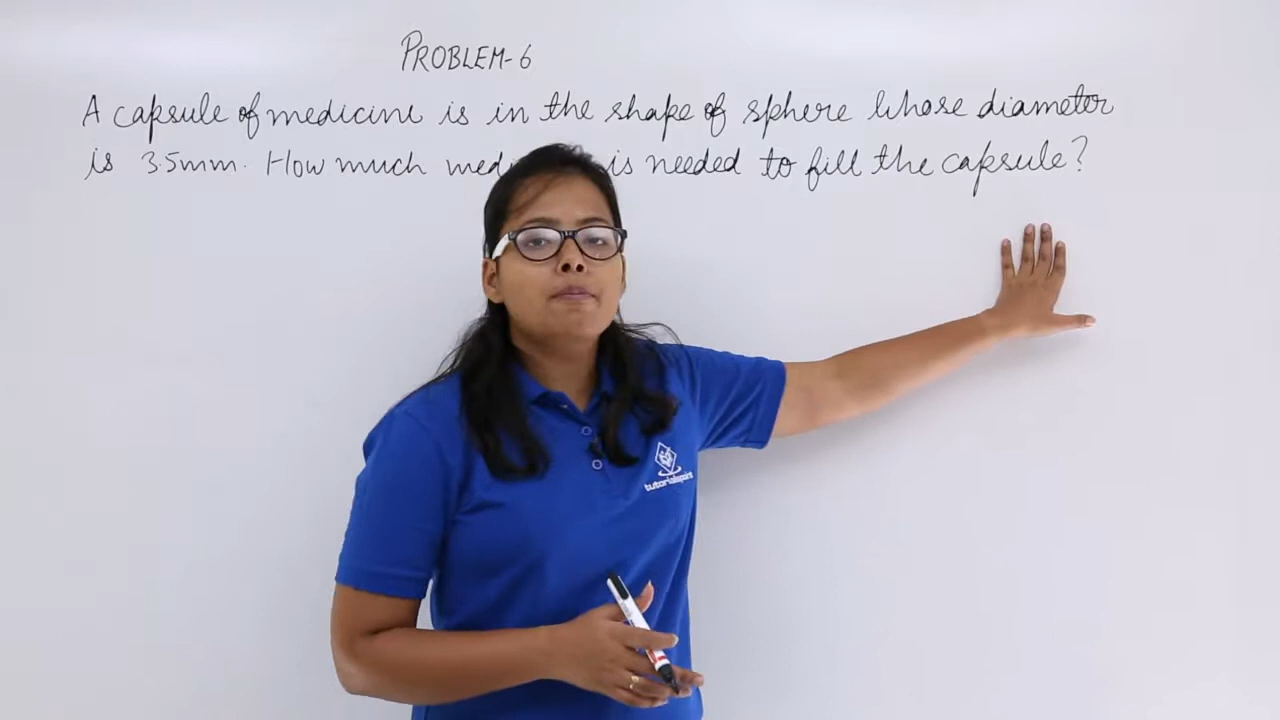 PROBLEM-6
A capsule of medicine is in the shape of sphere whose diameter
is 3.5mm. How much med is needed to fill the capsule?
tutorialspoint